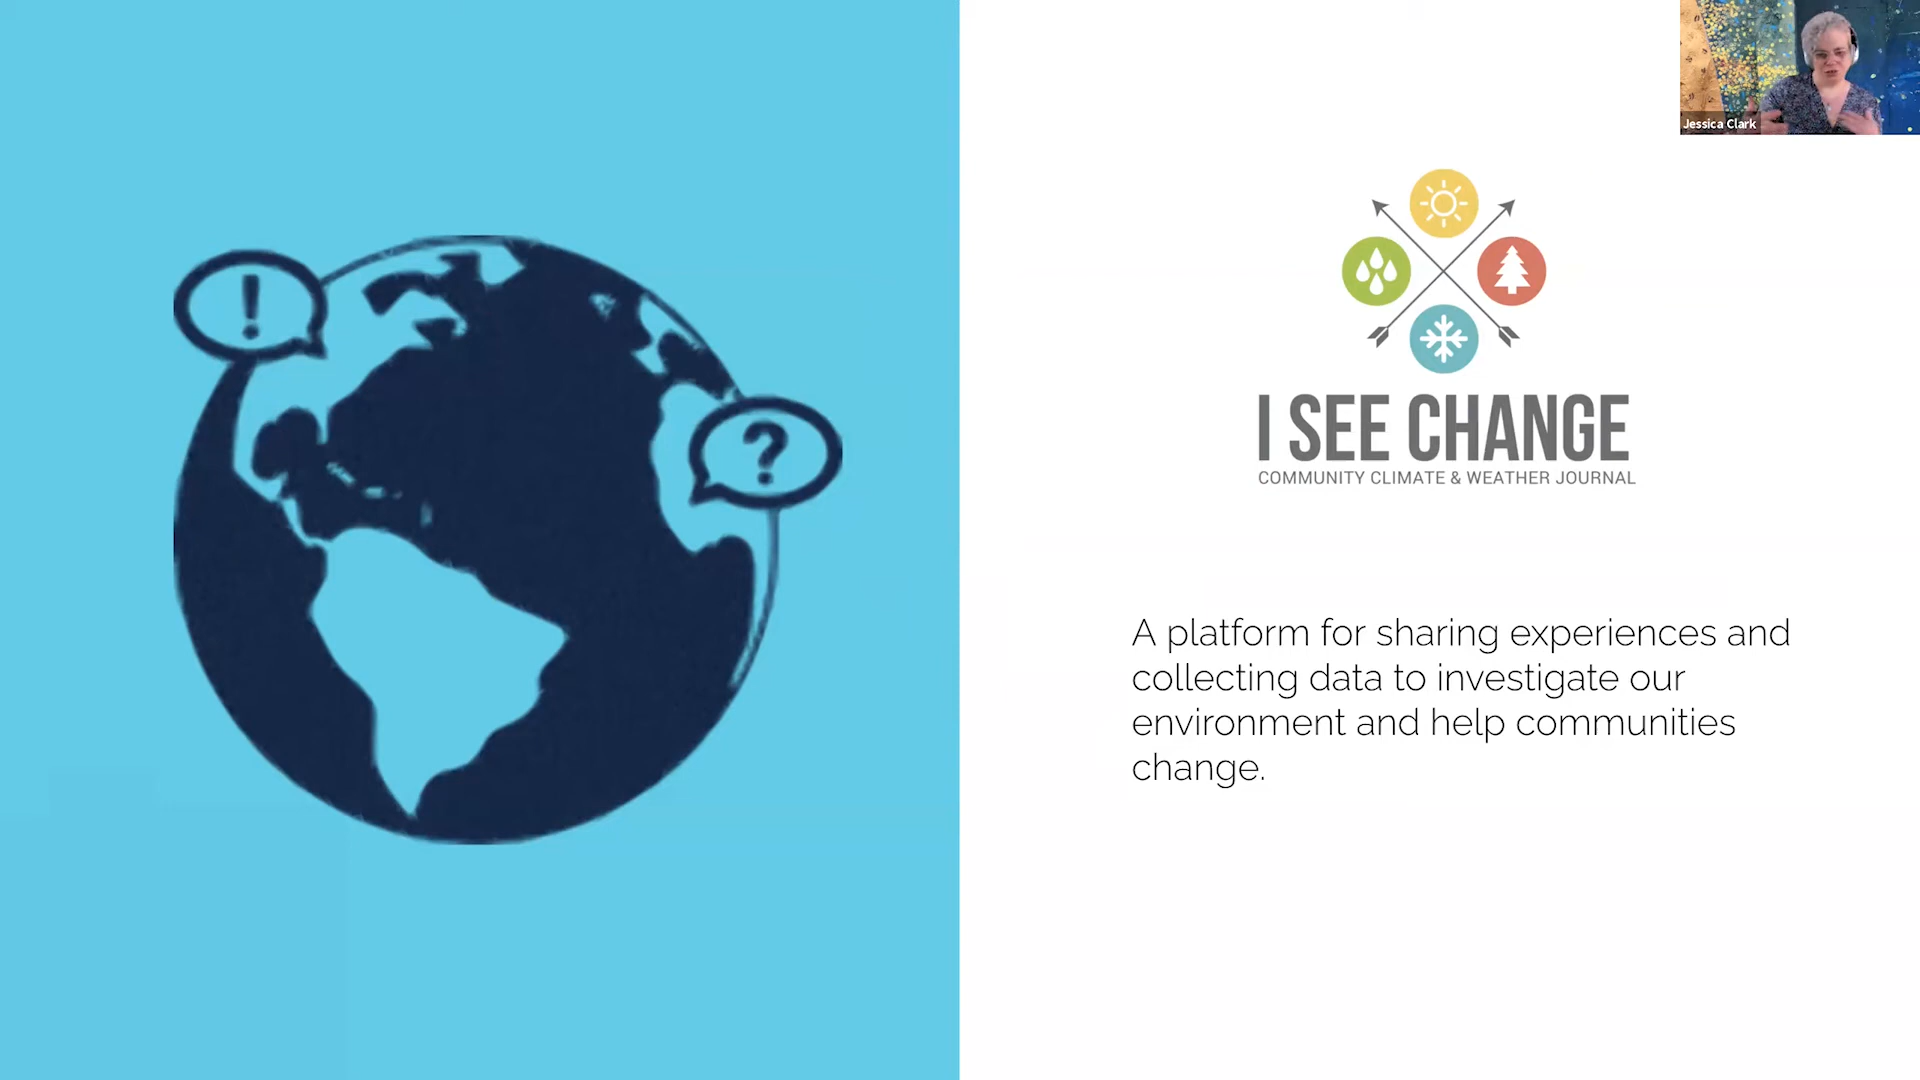 !
?
Jessica Clark
I SEE CHANGE
COMMUNITY CLIMATE & WEATHER JOURNAL
A platform for sharing experiences and
collecting data to investigate our
environment and help communities
change.